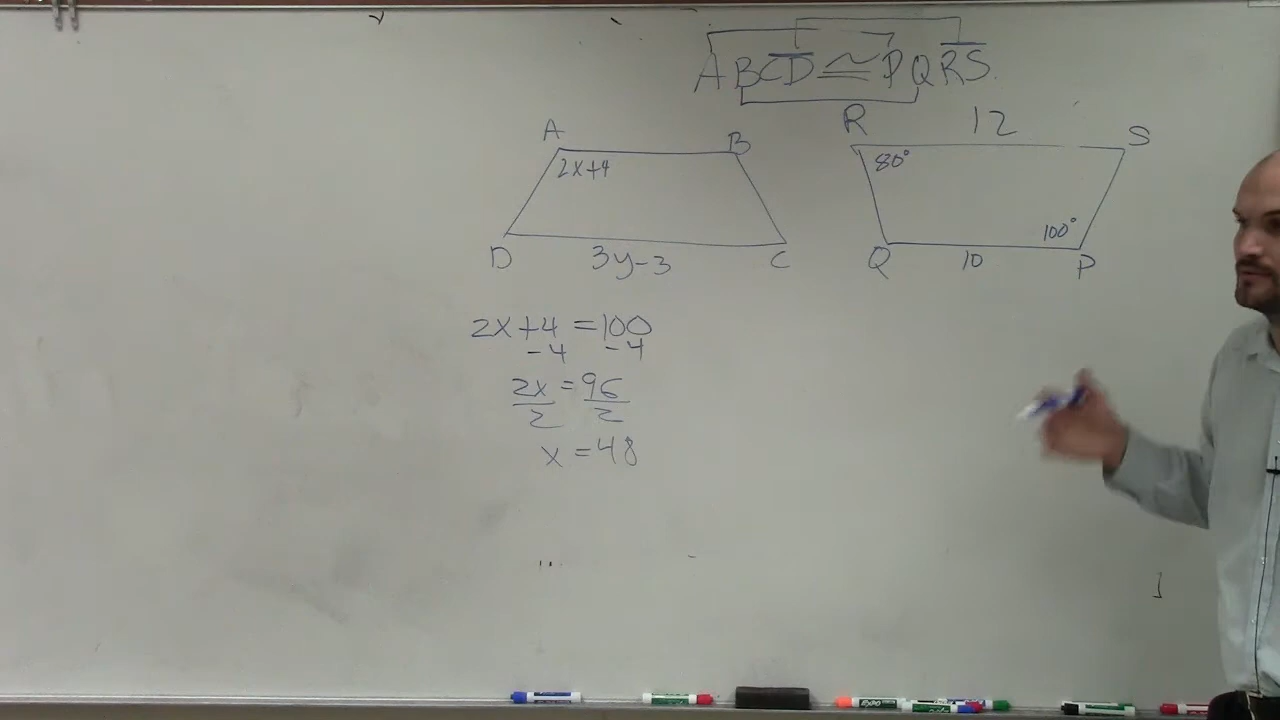 ABCD ≅ PQRS.
R 12 S
A B
2x+4 80°
100°
D 3y-3 C Q 10 P
2x+4 = 100
-4 -4
2x = 96
2 2
x = 48
EXPO